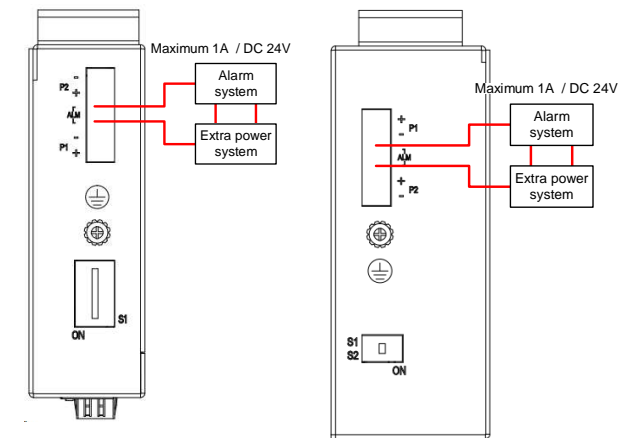 Maximum 1A / DC 24V
Alarm
system
Extra power
system
-
P2
+
ALM
-
P1
+
S1
ON
Maximum 1A / DC 24V
Alarm
system
Extra power
system
+
P1
-
ALM
+
P2
-
S1
S2
ON